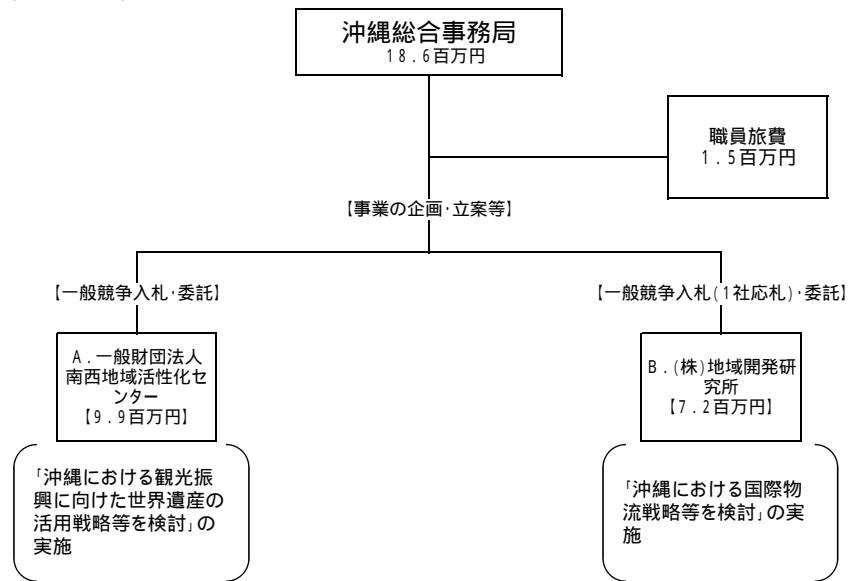 沖縄総合事務局
18.6百万円
職員旅費
1.5百万円
【事業の企画・立案等】
【一般競争入札・委託】
【一般競争入札(1社応札)・委託】
A.一般財団法人
南西地域活性化セ
ンター
【9.9百万円】
B.(株)地域開発研
究所
【7.2百万円】
「沖縄における観光振
興に向けた世界遺産の
活用戦略等を検討」の
実施
「沖縄における国際物
流戦略等を検討」の実
施